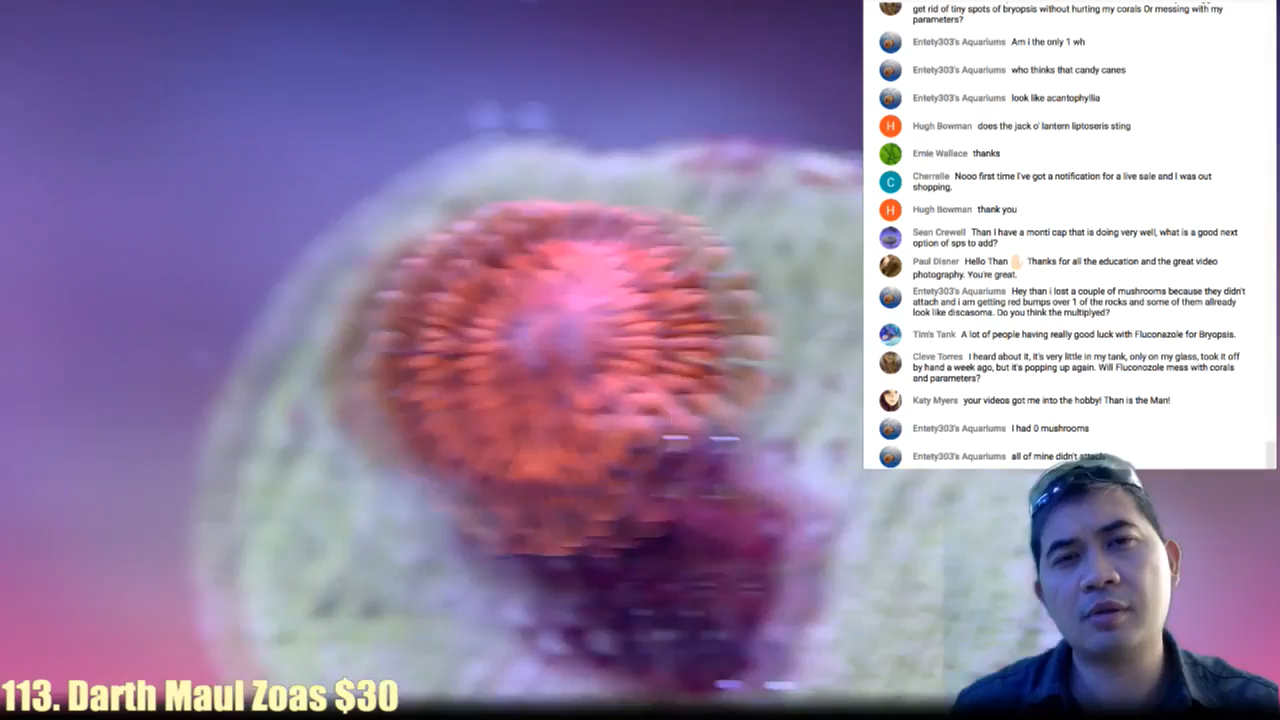 get rid of tiny spots of bryopsis without hurting my corals Or messing with my
parameters?
Entety303's Aquariums Am i the only 1 wh
Entety303's Aquariums who thinks that candy canes
Entety303's Aquariums look like acantophyllia
H Hugh Bowman does the jack o' lantern liptoseris sting
Ernie Wallace thanks
C Cherrelle Nooo first time I've got a notification for a live sale and I was out
shopping.
H Hugh Bowman thank you
Sean Crewell Than I have a monti cap that is doing very well, what is a good next
option of sps to add?
Paul Disner Hello Than Thanks for all the education and the great video
photography. You're great.
Entety303's Aquariums Hey than i lost a couple of mushrooms because they didn't
attach and i am getting red bumps over 1 of the rocks and some of them allready
look like discasoma. Do you think the multiplyed?
Tim's Tank A lot of people having really good luck with Fluconazole for Bryopsis.
Cleve Torres I heard about it, it's very little in my tank, only on my glass, took it off
by hand a week ago, but it's popping up again. Will Fluconozole mess with corals
and parameters?
Katy Myers your videos got me into the hobby! Than is the Man!
Entety303's Aquariums I had 0 mushrooms
Entety303's Aquariums all of mine didn't attach
113. Darth Maul Zoas $30